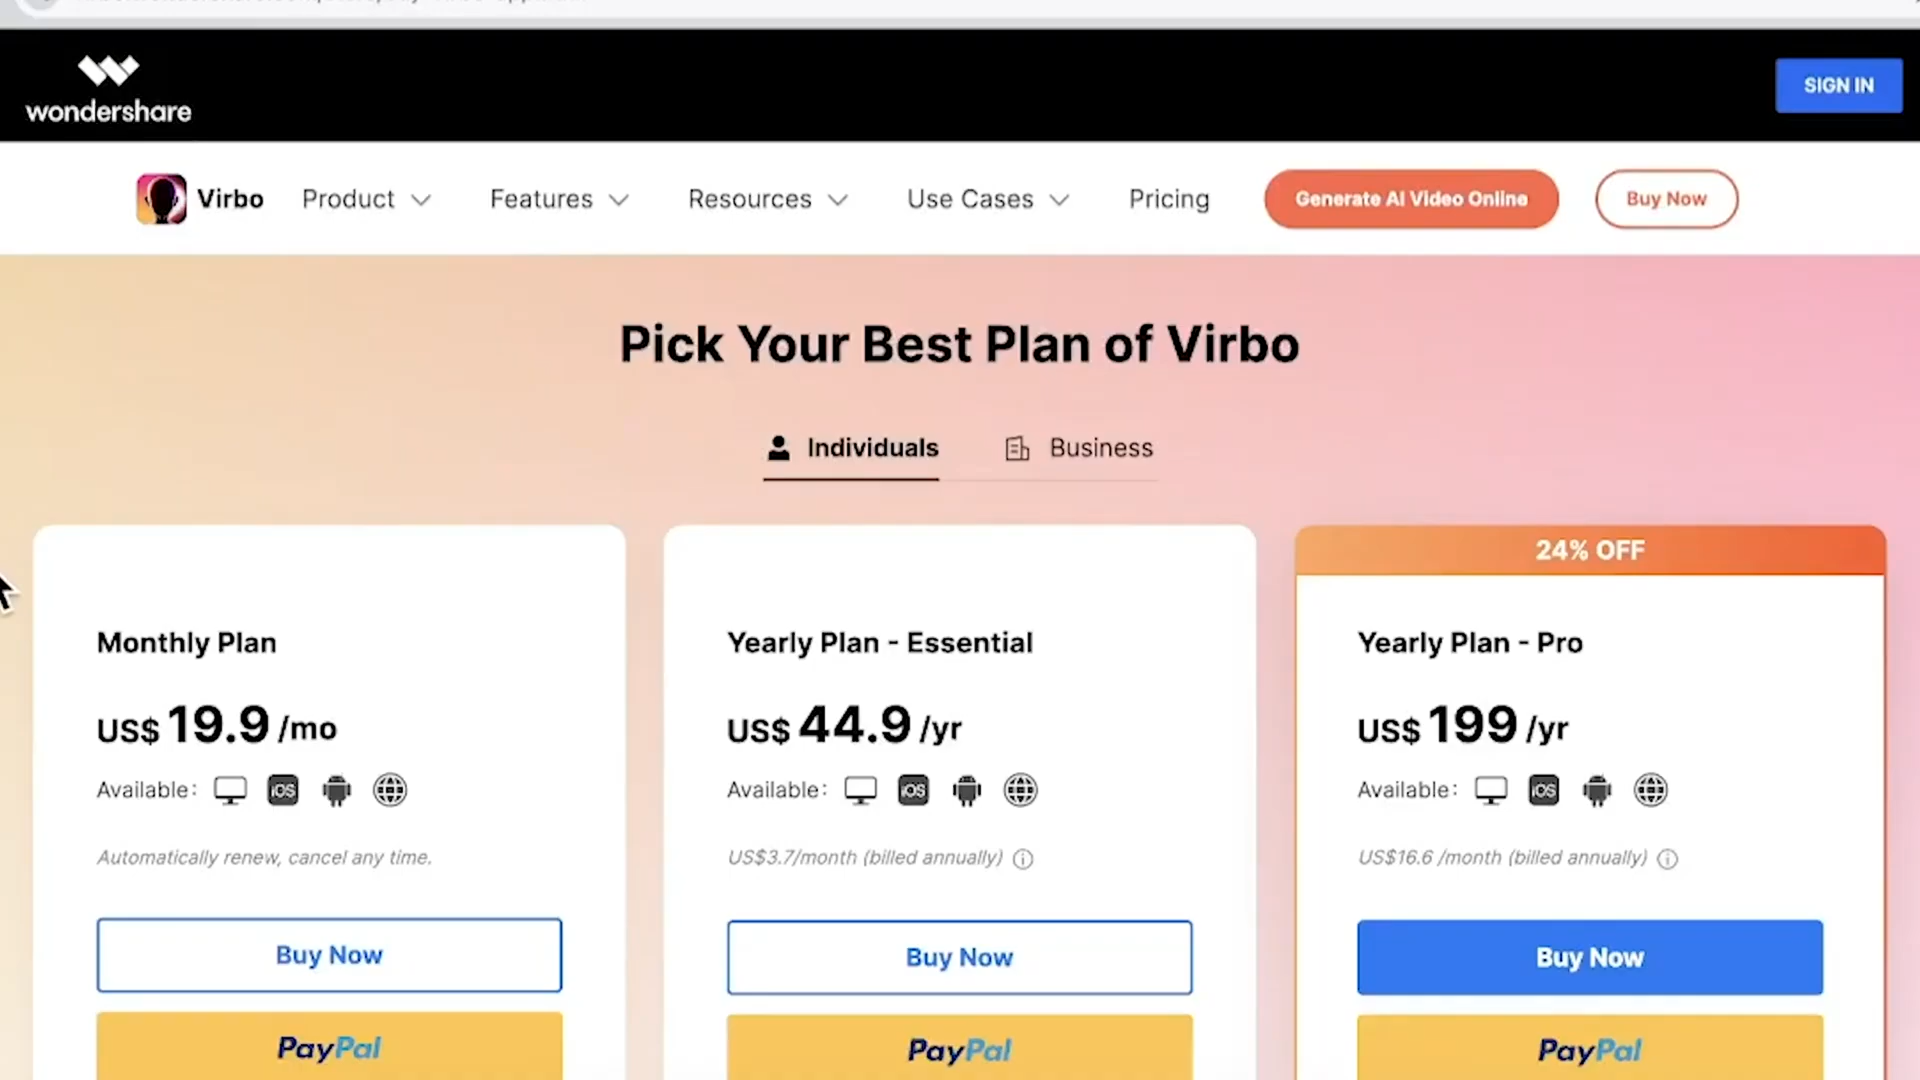 wondershare
SIGN IN
Virbo
Product
Features
Resources
Use Cases
Pricing
Generate AI Video Online
Buy Now
Pick Your Best Plan of Virbo
Individuals
Business
24% OFF
Monthly Plan
US$ 19.9 /mo
Available:
iOS
Automatically renew, cancel any time.
Buy Now
PayPal
Yearly Plan - Essential
US$ 44.9 /yr
Available:
iOS
US$3.7/month (billed annually)
Buy Now
PayPal
Yearly Plan - Pro
US$ 199 /yr
Available:
iOS
US$16.6 /month (billed annually)
Buy Now
PayPal